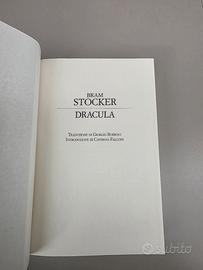 BRAM
STOCKER
DRACULA
TRADUZIONE DI
INTRODUZIONE DI
subito